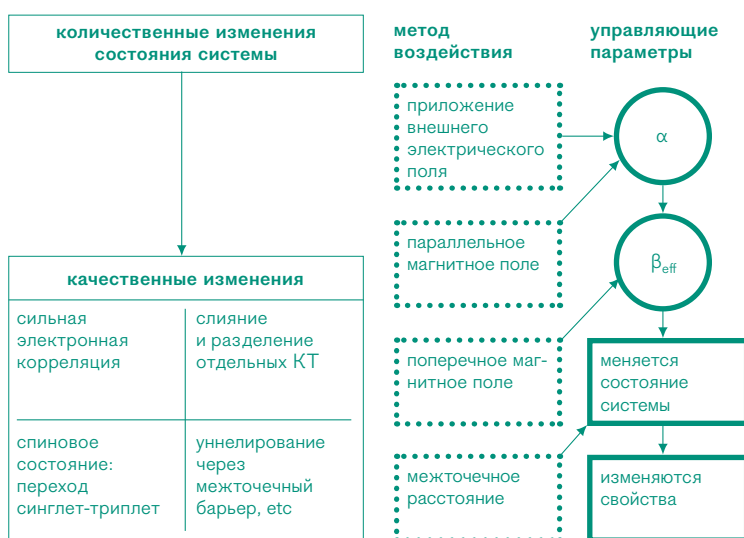 количественные изменения
состояния системы
качественные изменения
сильная
электронная
корреляция
слияние
и разделение
отдельных КТ
спиновое
состояние:
переход
синглет-триплет
уннелирование
через
межточечный
барьер, etc
метод
воздействия
управляющие
параметры
приложение
внешнего
электрического
поля
α
параллельное
магнитное поле
βeff
поперечное маг-
нитное поле
меняется
состояние
системы
межточечное
расстояние
изменяются
свойства